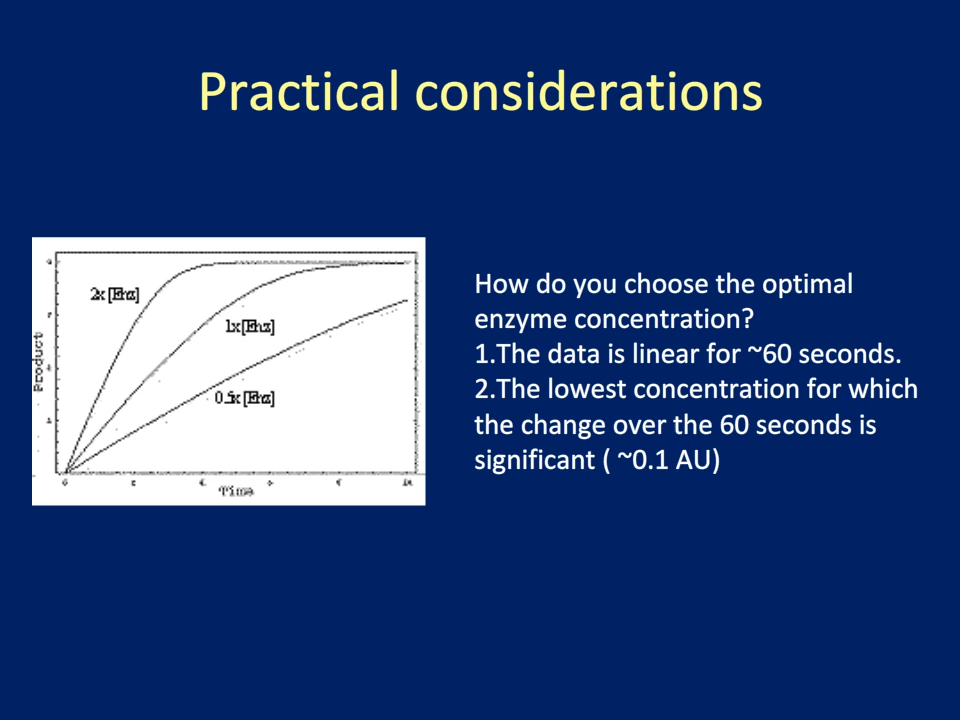 Practical considerations
2x [Enz]
1x [Enz]
0.5x [Enz]
Product
Time
How do you choose the optimal
enzyme concentration?
1.The data is linear for ~60 seconds.
2.The lowest concentration for which
the change over the 60 seconds is
significant ( ~0.1 AU)